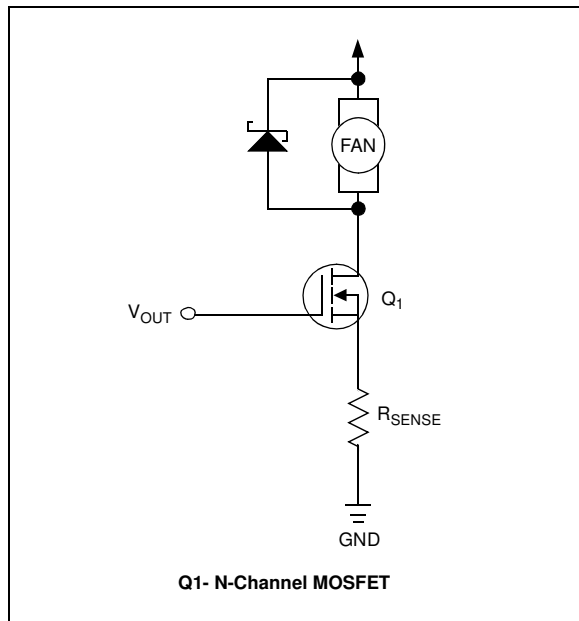 FAN
Q1
VOUT
RSENSE
GND
Q1- N-Channel MOSFET